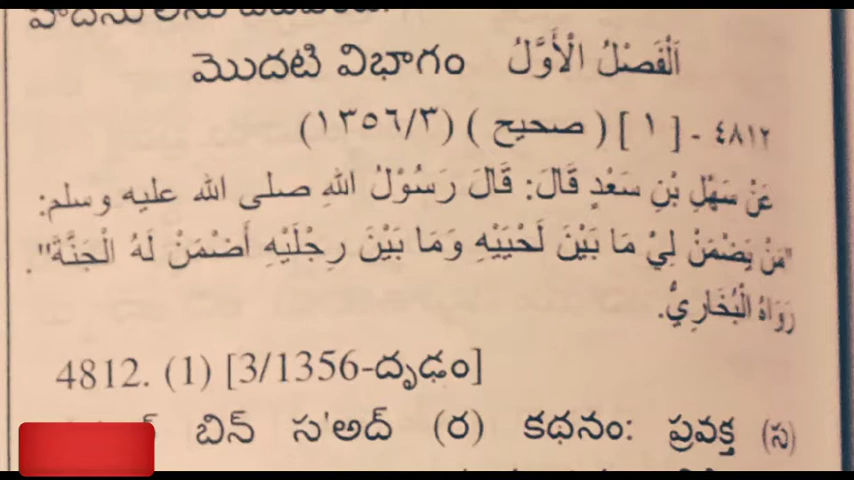 మొదటి విభాగం اَلْفَصْلُ الْأَوَّلُ
٤٨١٢ - [ ١ ] ( صحيح ) (١٣٥٦/٣)
عَنْ سَهْلِ بْنِ سَعْدٍ قَالَ: قَالَ رَسُوْلُ اللهِ صلى الله عليه وسلم:
"مَنْ يَضْمَنْ لِيْ مَا بَيْنَ لَحْيَيْهِ وَمَا بَيْنَ رِجْلَيْهِ أَضْمَنْ لَهُ الْجَنَّةَ".
رَوَاهُ الْبُخَارِيُّ.
4812. (1) [3/1356-దృఢం]
బిన్ స'అద్ (ర) కథనం: ప్రవక్త (స)